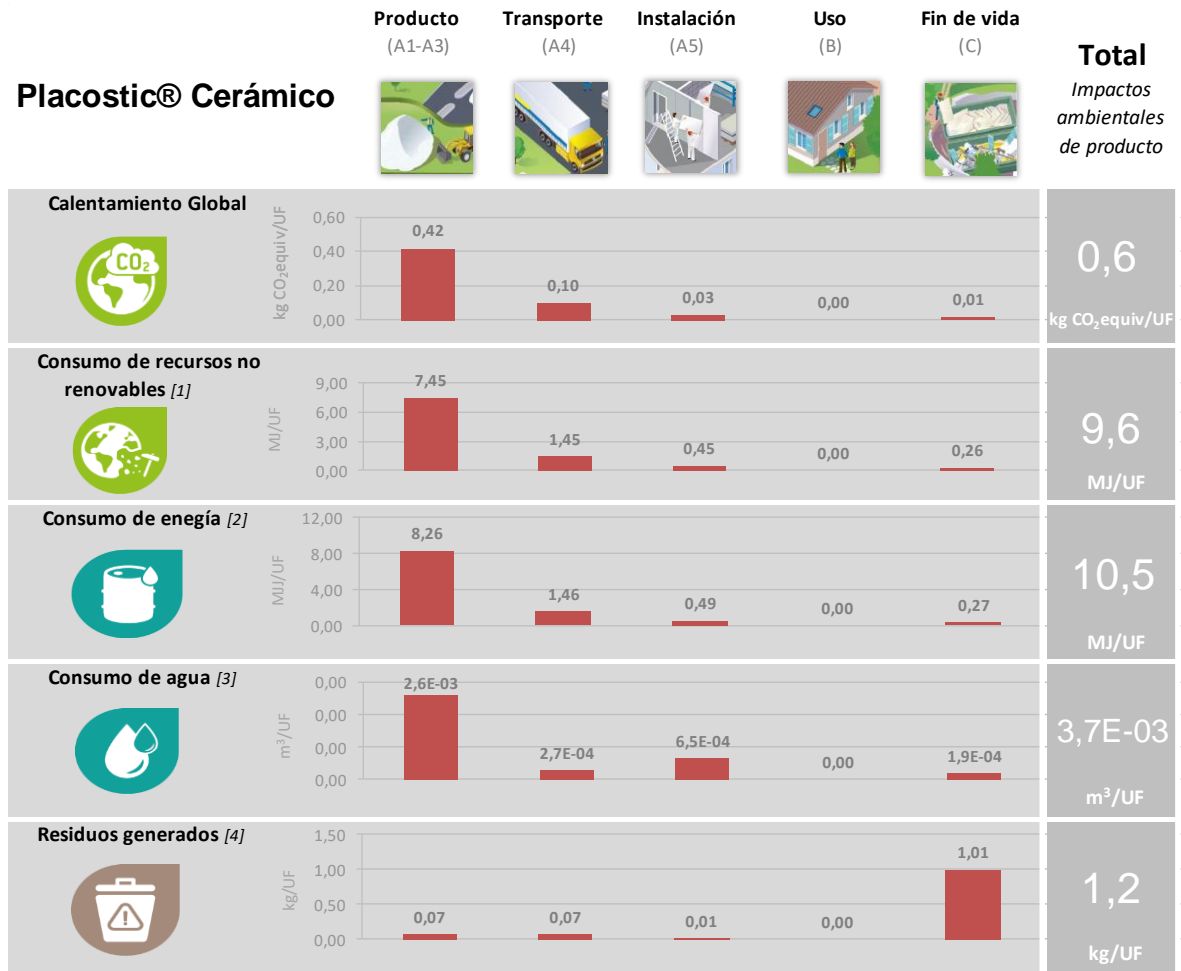 Placostic® Cerámico
Producto
(A1-A3)
Transporte
(A4)
Instalación
(A5)
Uso
(B)
Fin de vida
(C)
Total
Impactos
ambientales
de producto
Calentamiento Global
CO₂
kg CO₂equiv/UF
0,60
0,40
0,20
0,00
0,42
0,10
0,03
0,00
0,01
0,6
kg CO₂equiv/UF
Consumo de recursos no
renovables [1]
MJ/UF
9,00
6,00
3,00
0,00
7,45
1,45
0,45
0,00
0,26
9,6
MJ/UF
Consumo de enegía [2]
MJJ/UF
12,00
8,00
4,00
0,00
8,26
1,46
0,49
0,00
0,27
10,5
MJ/UF
Consumo de agua [3]
m³/UF
0,00
0,00
0,00
0,00
2,6E-03
2,7E-04
6,5E-04
0,00
1,9E-04
3,7E-03
m³/UF
Residuos generados [4]
kg/UF
1,50
1,00
0,50
0,00
0,07
0,07
0,01
0,00
1,01
1,2
kg/UF